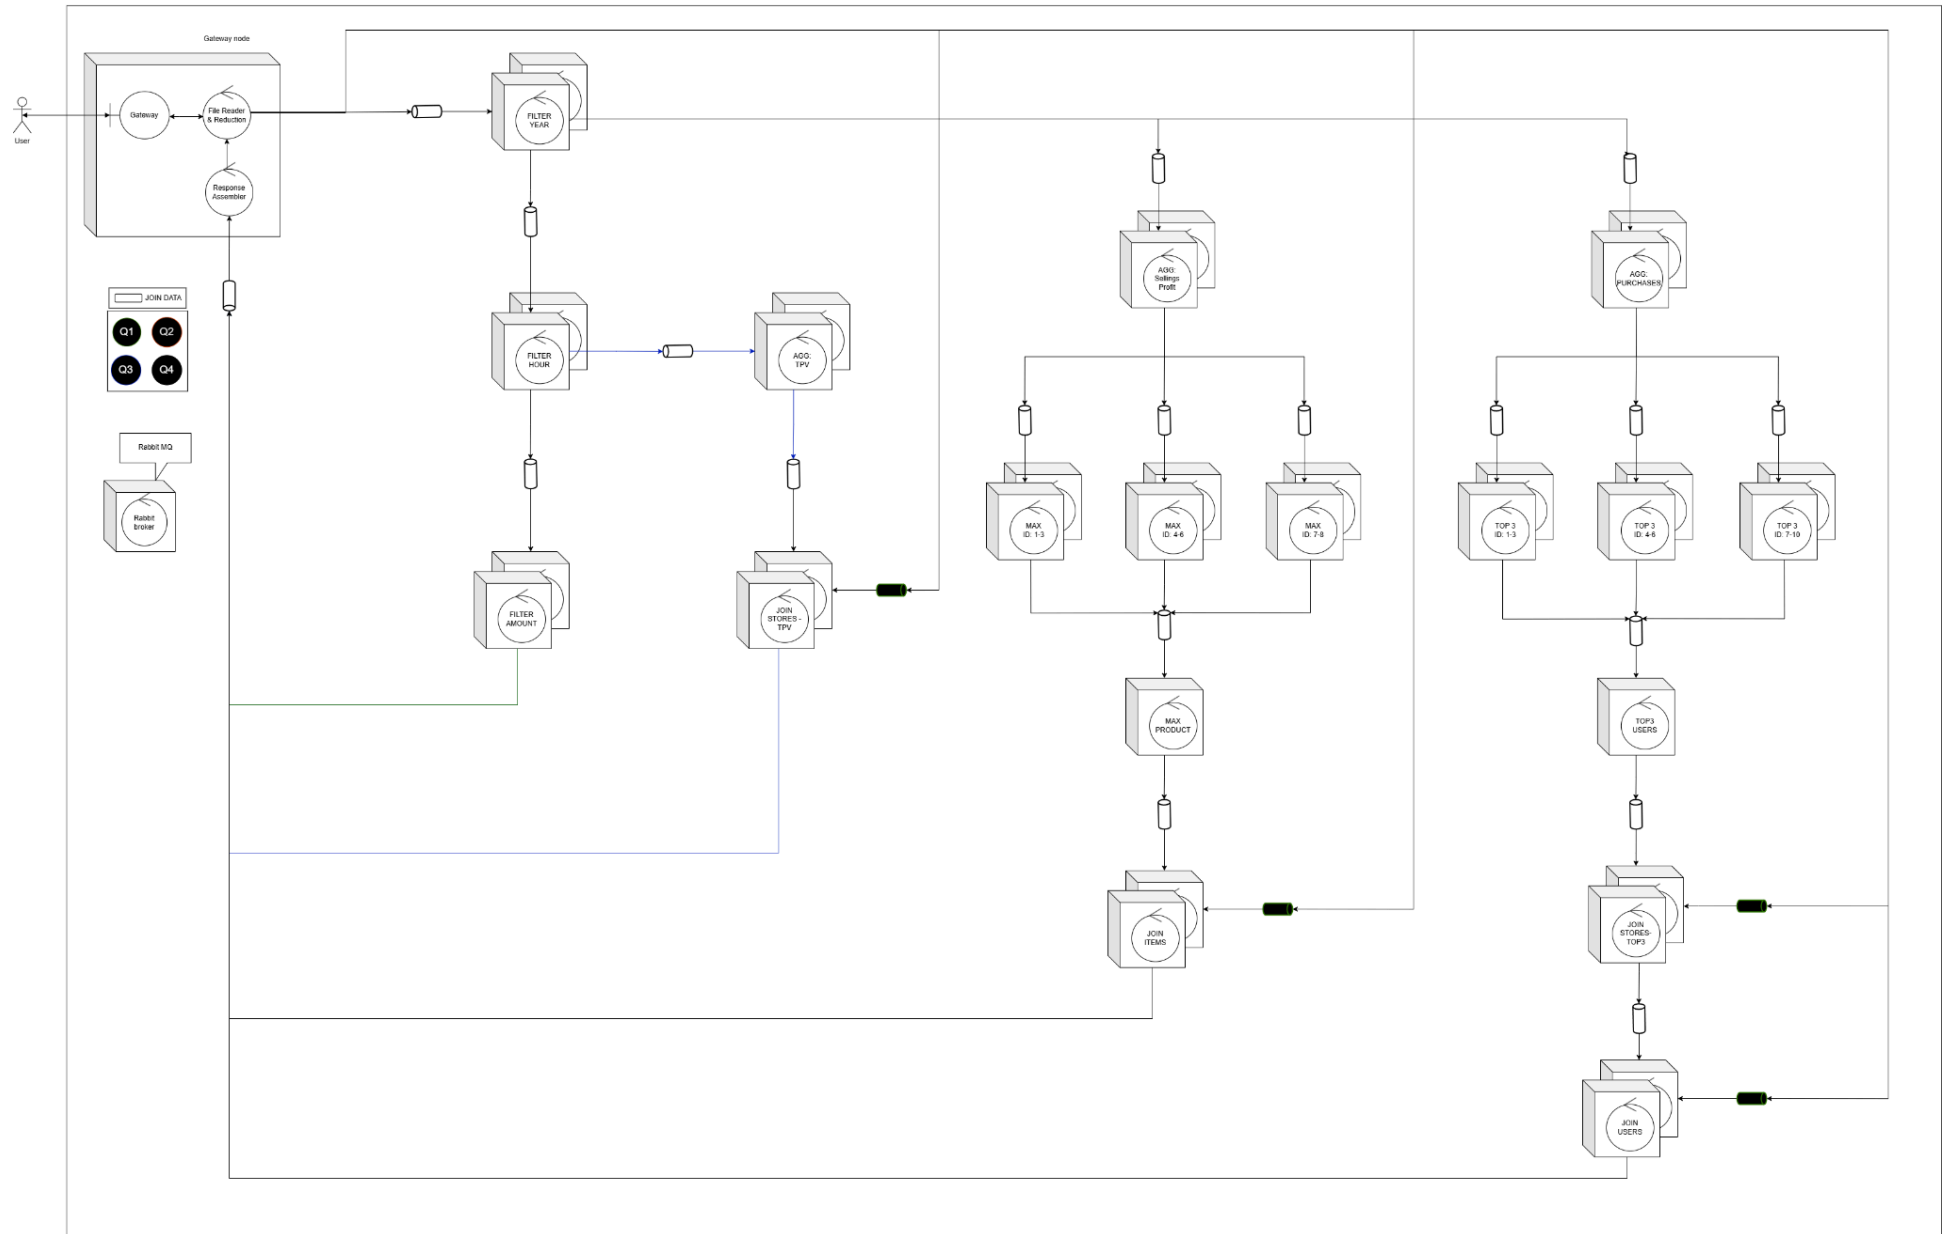 Gateway node
User
Gateway
File Reader
& Reduction
Response
Assembler
JOIN DATA
Q1
Q2
Q3
Q4
Rabbit MQ
Rabbit
broker
FILTER
YEAR
FILTER
HOUR
AGG:
TPV
FILTER
AMOUNT
JOIN
STORES -
TPV
AGG:
Sellings
Profit
AGG:
PURCHASES
MAX
ID: 1-3
MAX
ID: 4-6
MAX
ID: 7-8
TOP 3
ID: 1-3
TOP 3
ID: 4-6
TOP 3
ID: 7-10
MAX
PRODUCT
TOP3
USERS
JOIN
ITEMS
JOIN
STORES-
TOP3
JOIN
USERS